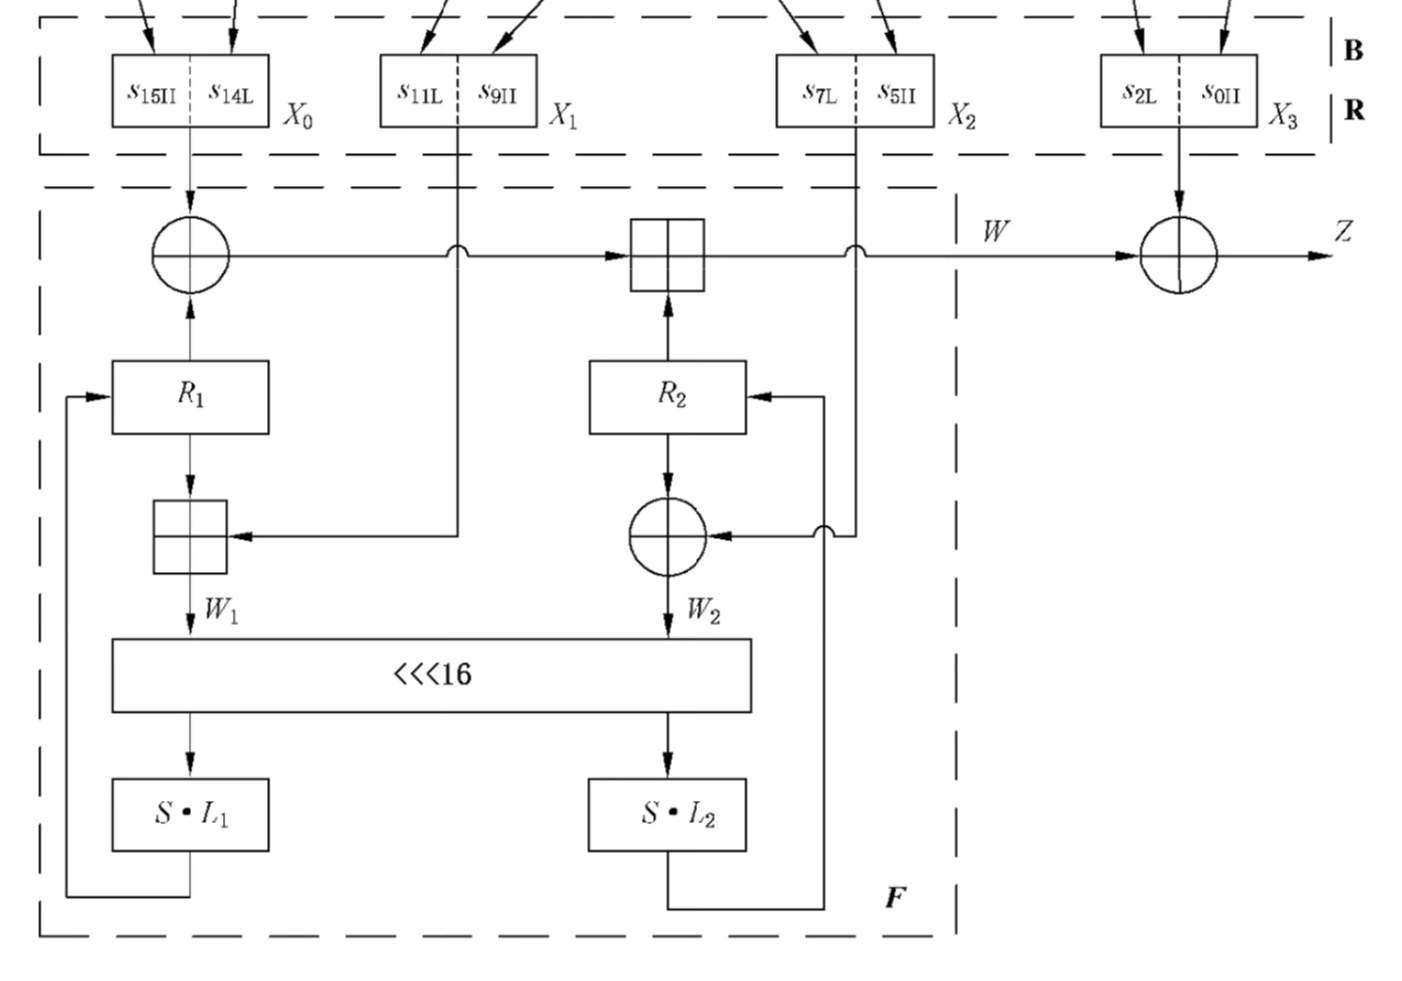 B
s15H s14L X0 s11L s9H X1 s7L s5H X2 s2L s0H X3 R
W Z
R1 R2
W1 W2
<<<16
S•L1 S•L2
F